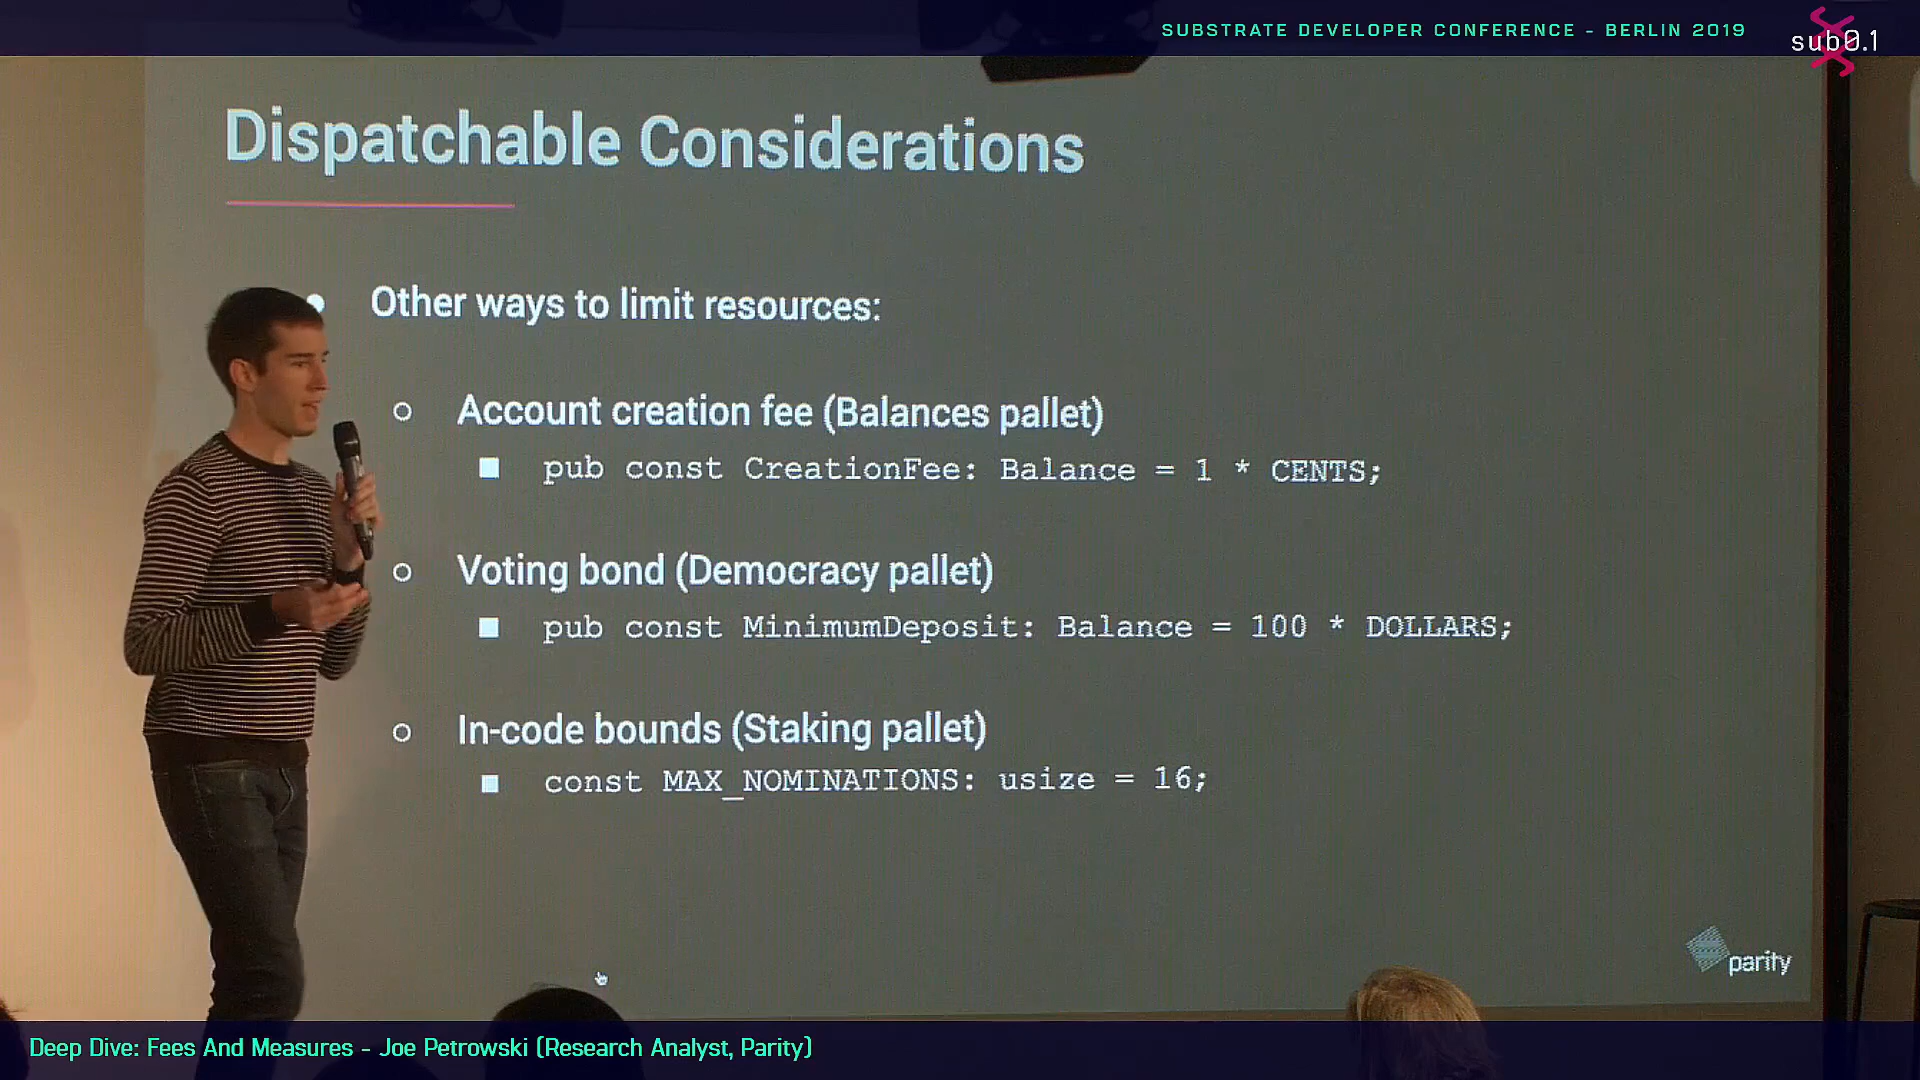 SUBSTRATE DEVELOPER CONFERENCE - BERLIN 2019
sub0.1
Dispatchable Considerations
Other ways to limit resources:
Account creation fee (Balances pallet)
pub const CreationFee: Balance = 1 * CENTS;
Voting bond (Democracy pallet)
pub const MinimumDeposit: Balance = 100 * DOLLARS;
In-code bounds (Staking pallet)
const MAX_NOMINATIONS: usize = 16;
parity
Deep Dive: Fees And Measures - Joe Petrowski (Research Analyst, Parity)